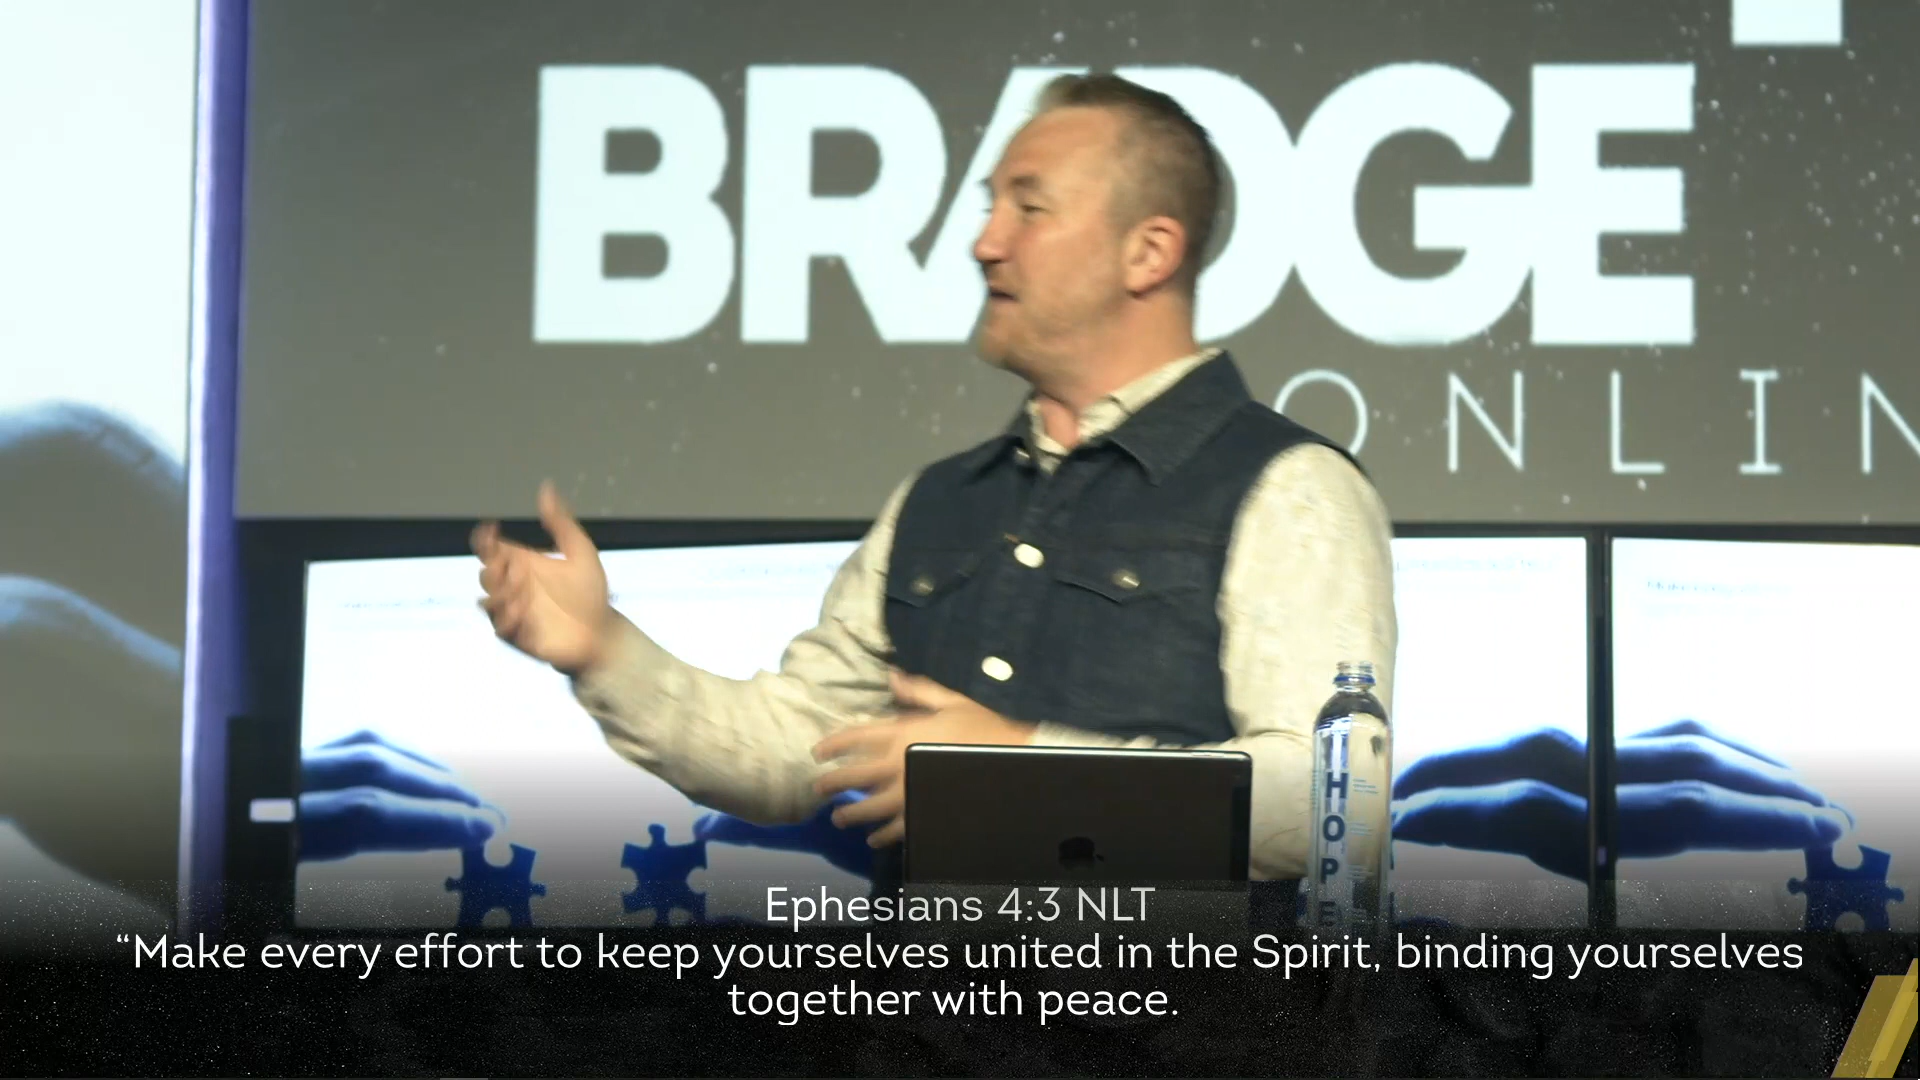 BRIDGE
ONLIN
HOPE
Ephesians 4:3 NLT
“Make every effort to keep yourselves united in the Spirit, binding yourselves
together with peace.